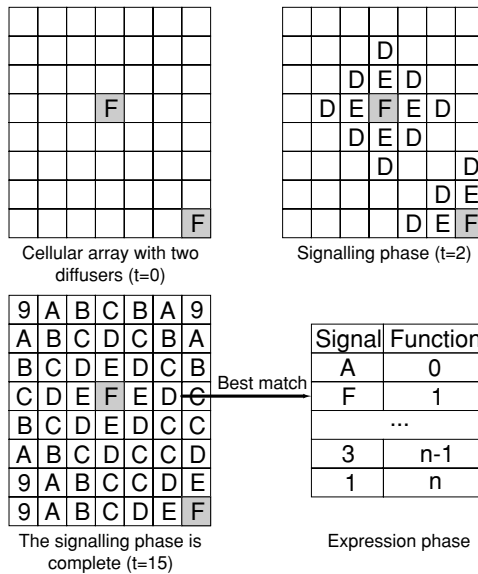 F
F
Cellular array with two
diffusers (t=0)
D
D E D
D E F E D
D E D
D D
D E
D E F
Signalling phase (t=2)
9 A B C B A 9
A B C D C B A
B C D E D C B
C D E F E D C
B C D E D C C
A B C D C C D
9 A B C C D E
9 A B C D E F
The signalling phase is
complete (t=15)
Best match
Signal Function
A 0
F 1
...
3 n-1
1 n
Expression phase